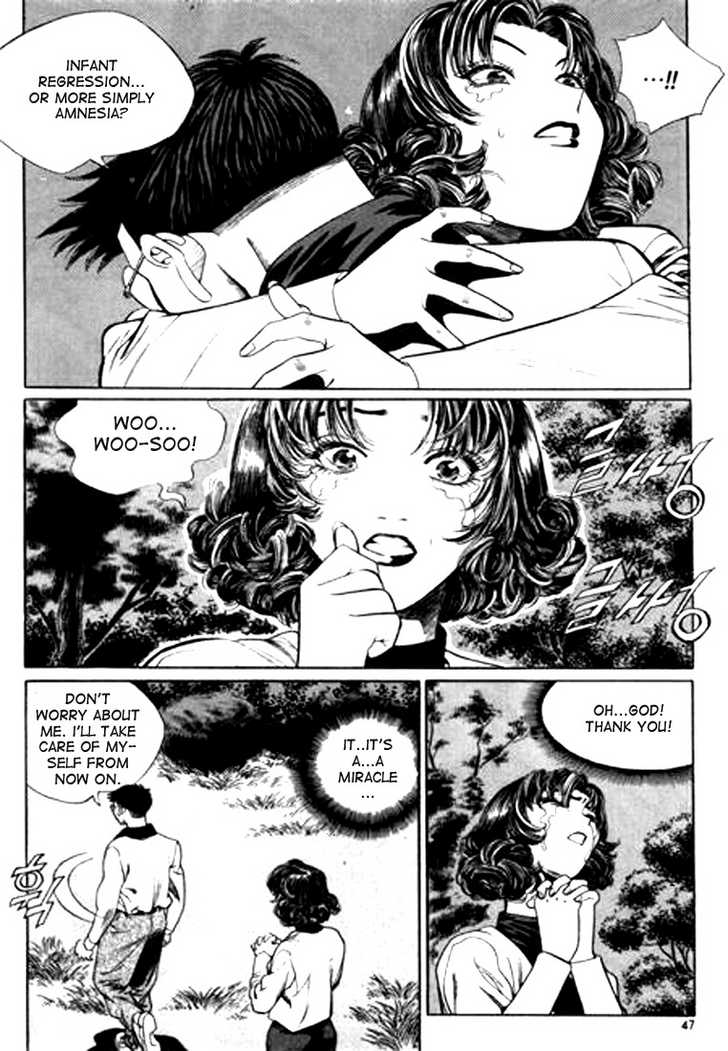 INFANT
REGRESSION...
OR MORE SIMPLY
AMNESIA?
...!!
WOO...
WOO-SOO!
DON'T
WORRY ABOUT
ME. I'LL TAKE
CARE OF MY-
SELF FROM
NOW ON.
IT..IT'S
A...A
MIRACLE
...
OH...GOD!
THANK YOU!
47